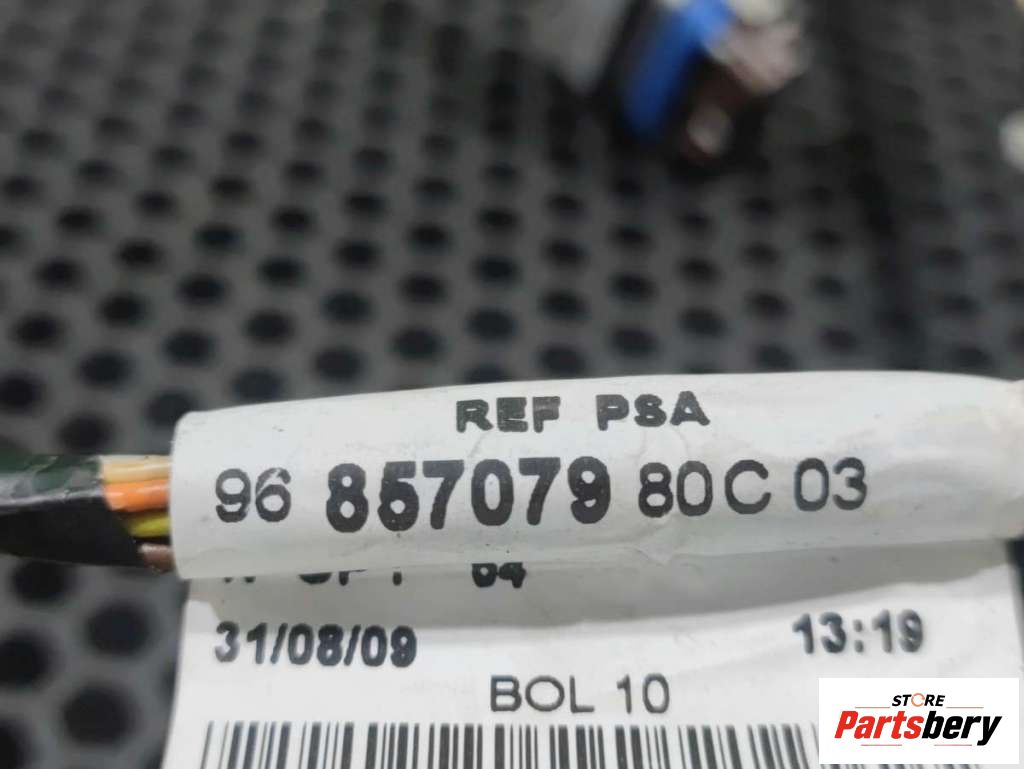 REF PSA
96 857079 80C 03
04
31/08/09 13:19
BOL 10
STORE
Partsbery